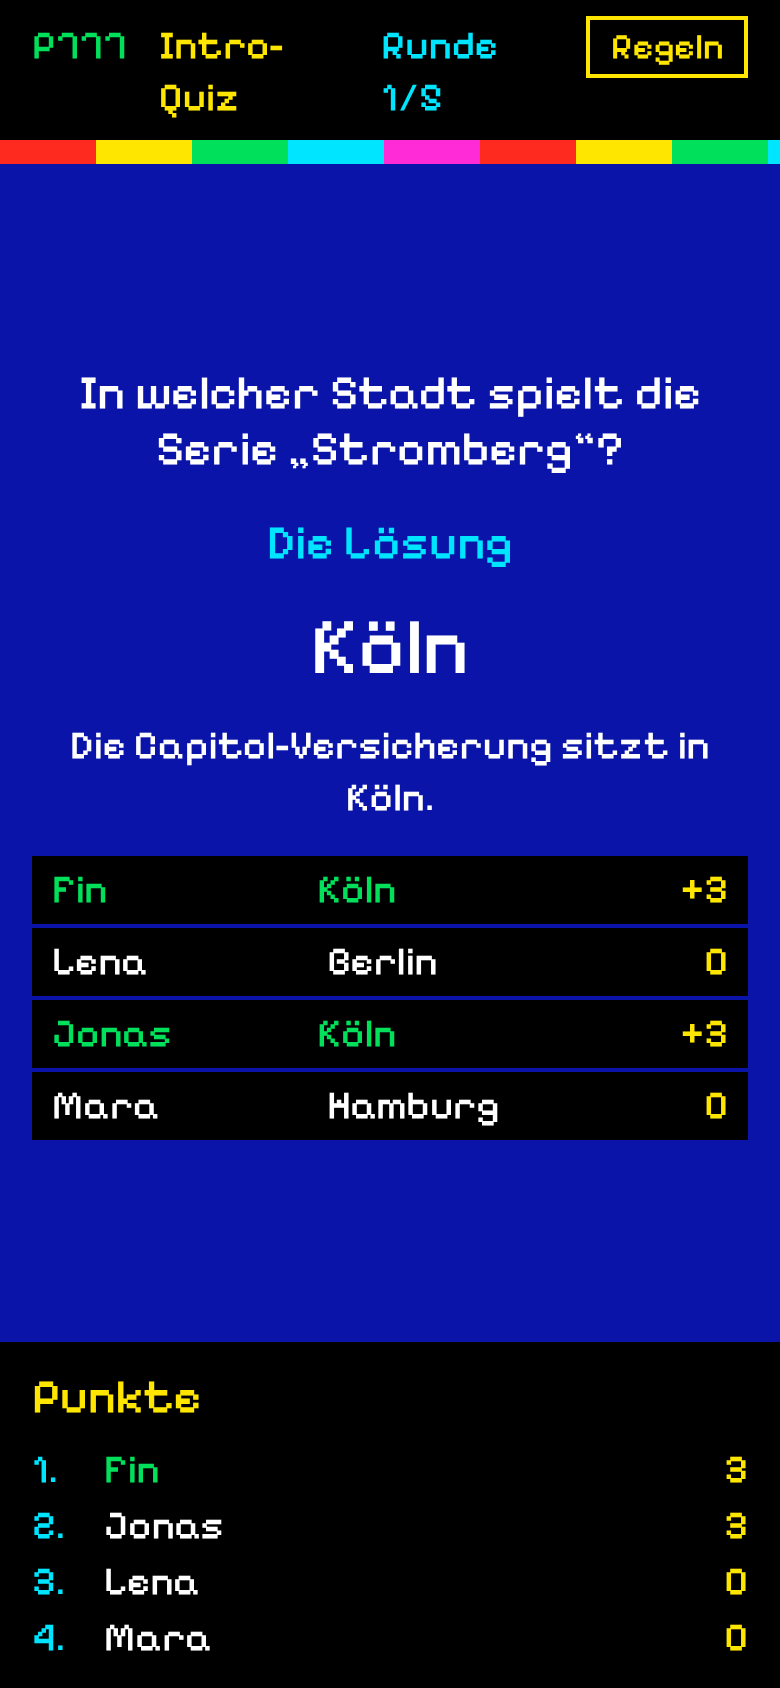 P777 Intro-Quiz Runde 1/8 Regeln
In welcher Stadt spielt die
Serie „Stromberg“?
Die Lösung
Köln
Die Capitol-Versicherung sitzt in
Köln.
Fin Köln +3
Lena Berlin 0
Jonas Köln +3
Mara Hamburg 0
Punkte
1. Fin 3
2. Jonas 3
3. Lena 0
4. Mara 0